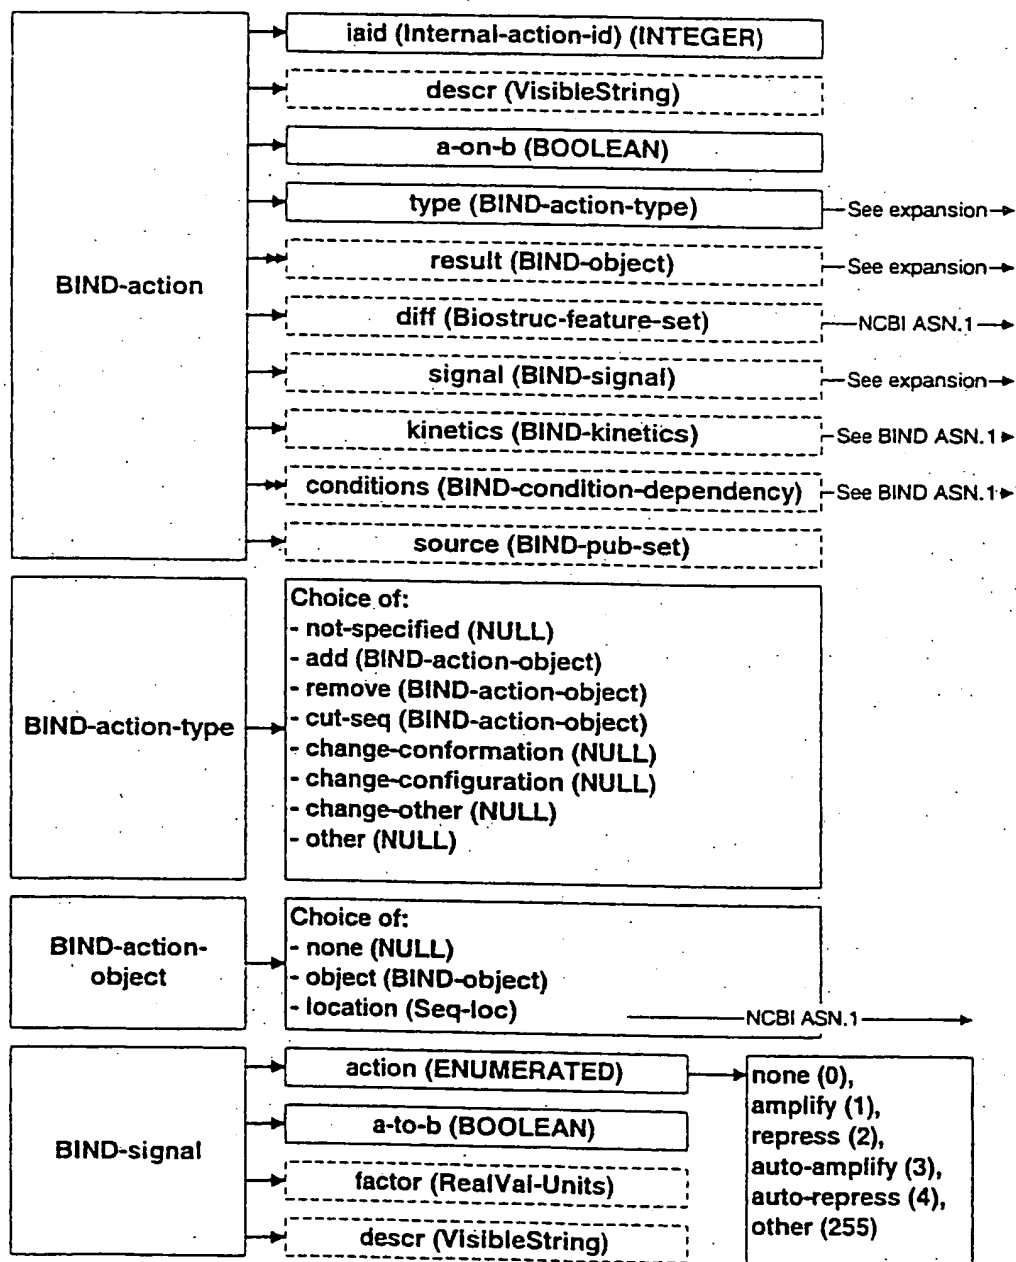 iaid (Internal-action-id) (INTEGER)
descr (VisibleString)
a-on-b (BOOLEAN)
type (BIND-action-type)
See expansion
BIND-action
result (BIND-object)
See expansion
diff (Biostruc-feature-set)
NCBI ASN.1
signal (BIND-signal)
See expansion
kinetics (BIND-kinetics)
See BIND ASN.1
conditions (BIND-condition-dependency)
See BIND ASN.1
source (BIND-pub-set)
BIND-action-type
Choice of:
- not-specified (NULL)
- add (BIND-action-object)
- remove (BIND-action-object)
- cut-seq (BIND-action-object)
- change-conformation (NULL)
- change-configuration (NULL)
- change-other (NULL)
- other (NULL)
BIND-action-
object
Choice of:
- none (NULL)
- object (BIND-object)
- location (Seq-loc)
NCBI ASN.1
BIND-signal
action (ENUMERATED)
a-to-b (BOOLEAN)
factor (RealVal-Units)
descr (VisibleString)
none (0),
amplify (1),
repress (2),
auto-amplify (3),
auto-repress (4),
other (255)